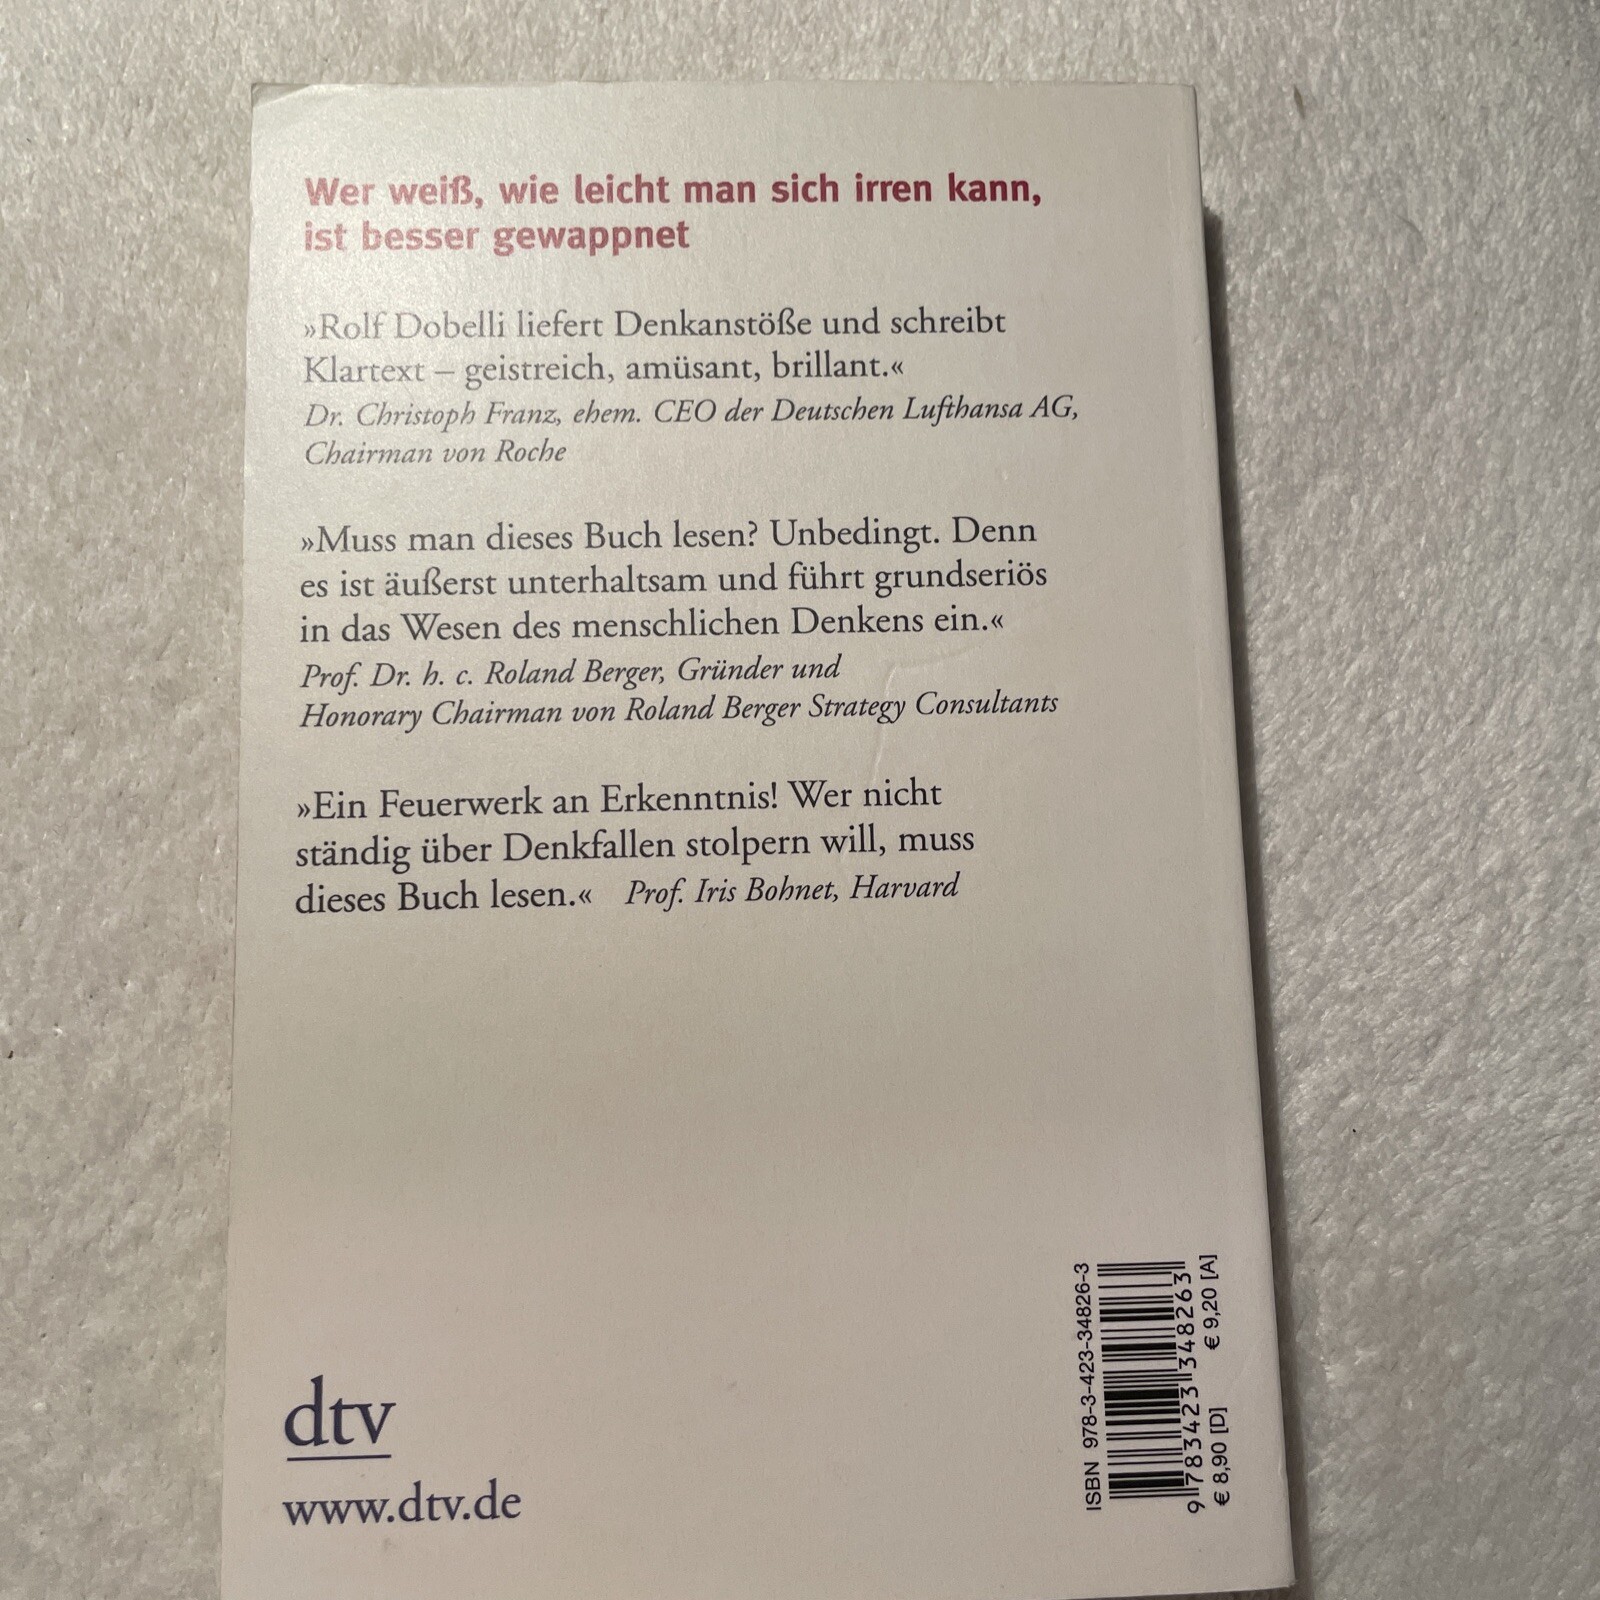 Wer weiß, wie leicht man sich irren kann,
ist besser gewappnet
»Rolf Dobelli liefert Denkanstöße und schreibt
Klartext – geistreich, amüsant, brillant.«
Dr. Christoph Franz, ehem. CEO der Deutschen Lufthansa AG,
Chairman von Roche
»Muss man dieses Buch lesen? Unbedingt. Denn
es ist äußerst unterhaltsam und führt grundseriös
in das Wesen des menschlichen Denkens ein.«
Prof. Dr. h. c. Roland Berger, Gründer und
Honorary Chairman von Roland Berger Strategy Consultants
»Ein Feuerwerk an Erkenntnis! Wer nicht
ständig über Denkfallen stolpern will, muss
dieses Buch lesen.« Prof. Iris Bohnet, Harvard
dtv
www.dtv.de
ISBN 978-3-423-34826-3
9 783423 348263
€ 8,90 [D] € 9,20 [A]